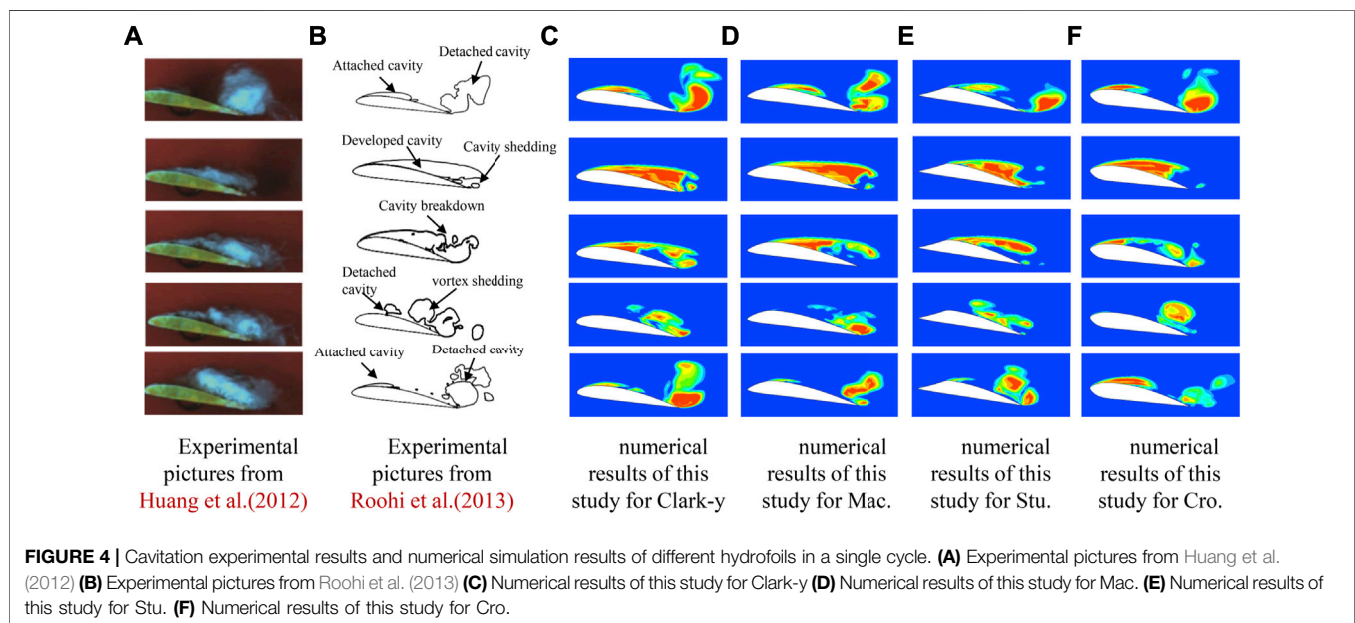 A
B
C
D
E
F
Attached cavity
Detached cavity
Developed cavity
Cavity shedding
Cavity breakdown
Detached
cavity
vortex shedding
Attached cavity
Detached cavity
Experimental
pictures from
Huang et al.(2012)
Experimental
pictures from
Roohi et al.(2013)
numerical
results of this
study for Clark-y
numerical
results of this
study for Mac.
numerical
results of this
study for Stu.
numerical
results of this
study for Cro.
FIGURE 4 | Cavitation experimental results and numerical simulation results of different hydrofoils in a single cycle. (A) Experimental pictures from Huang et al.
(2012) (B) Experimental pictures from Roohi et al. (2013) (C) Numerical results of this study for Clark-y (D) Numerical results of this study for Mac. (E) Numerical results of
this study for Stu. (F) Numerical results of this study for Cro.